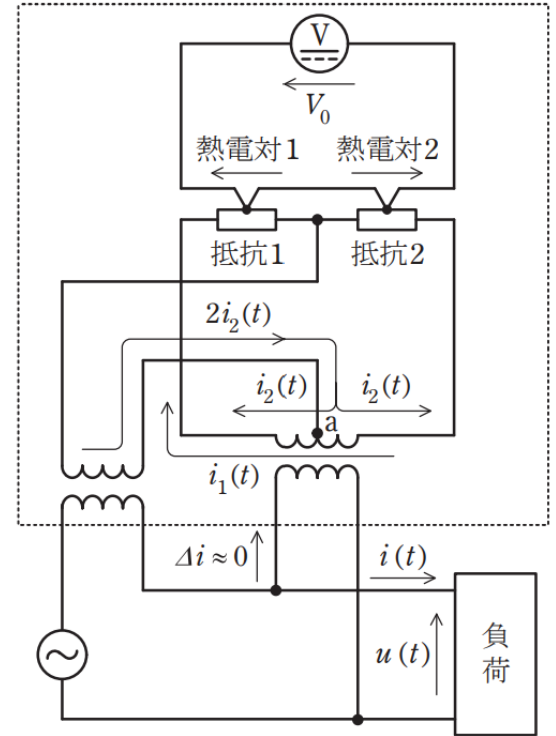 V
V₀
熱電対1 熱電対2
抵抗1 抵抗2
2i₂(t)
i₂(t) i₂(t)
a
i₁(t)
Δi≈0 i(t)
u(t) 負荷